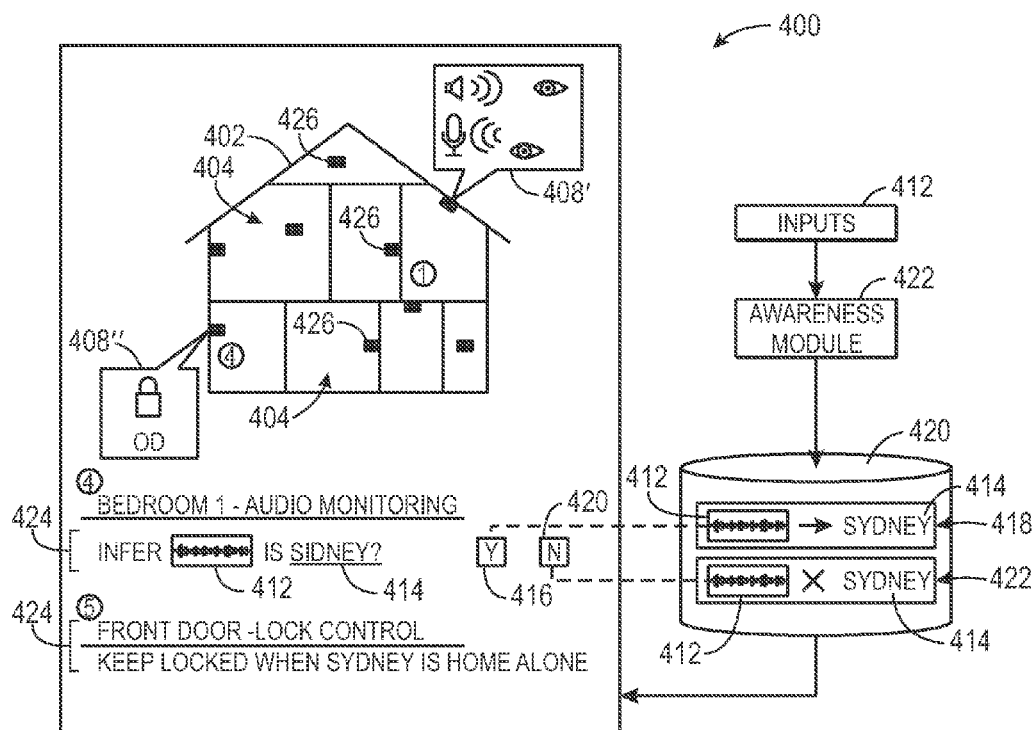 400
402
426
404
408'
412
INPUTS
426
1
422
AWARENESS
MODULE
408''
426
4
OD
404
420
4
BEDROOM 1 - AUDIO MONITORING
412
420
414
424
INFER IS SIDNEY?
Y
N
SYDNEY
418
412
414
416
SYDNEY
422
5
424
FRONT DOOR -LOCK CONTROL
412
414
KEEP LOCKED WHEN SYDNEY IS HOME ALONE